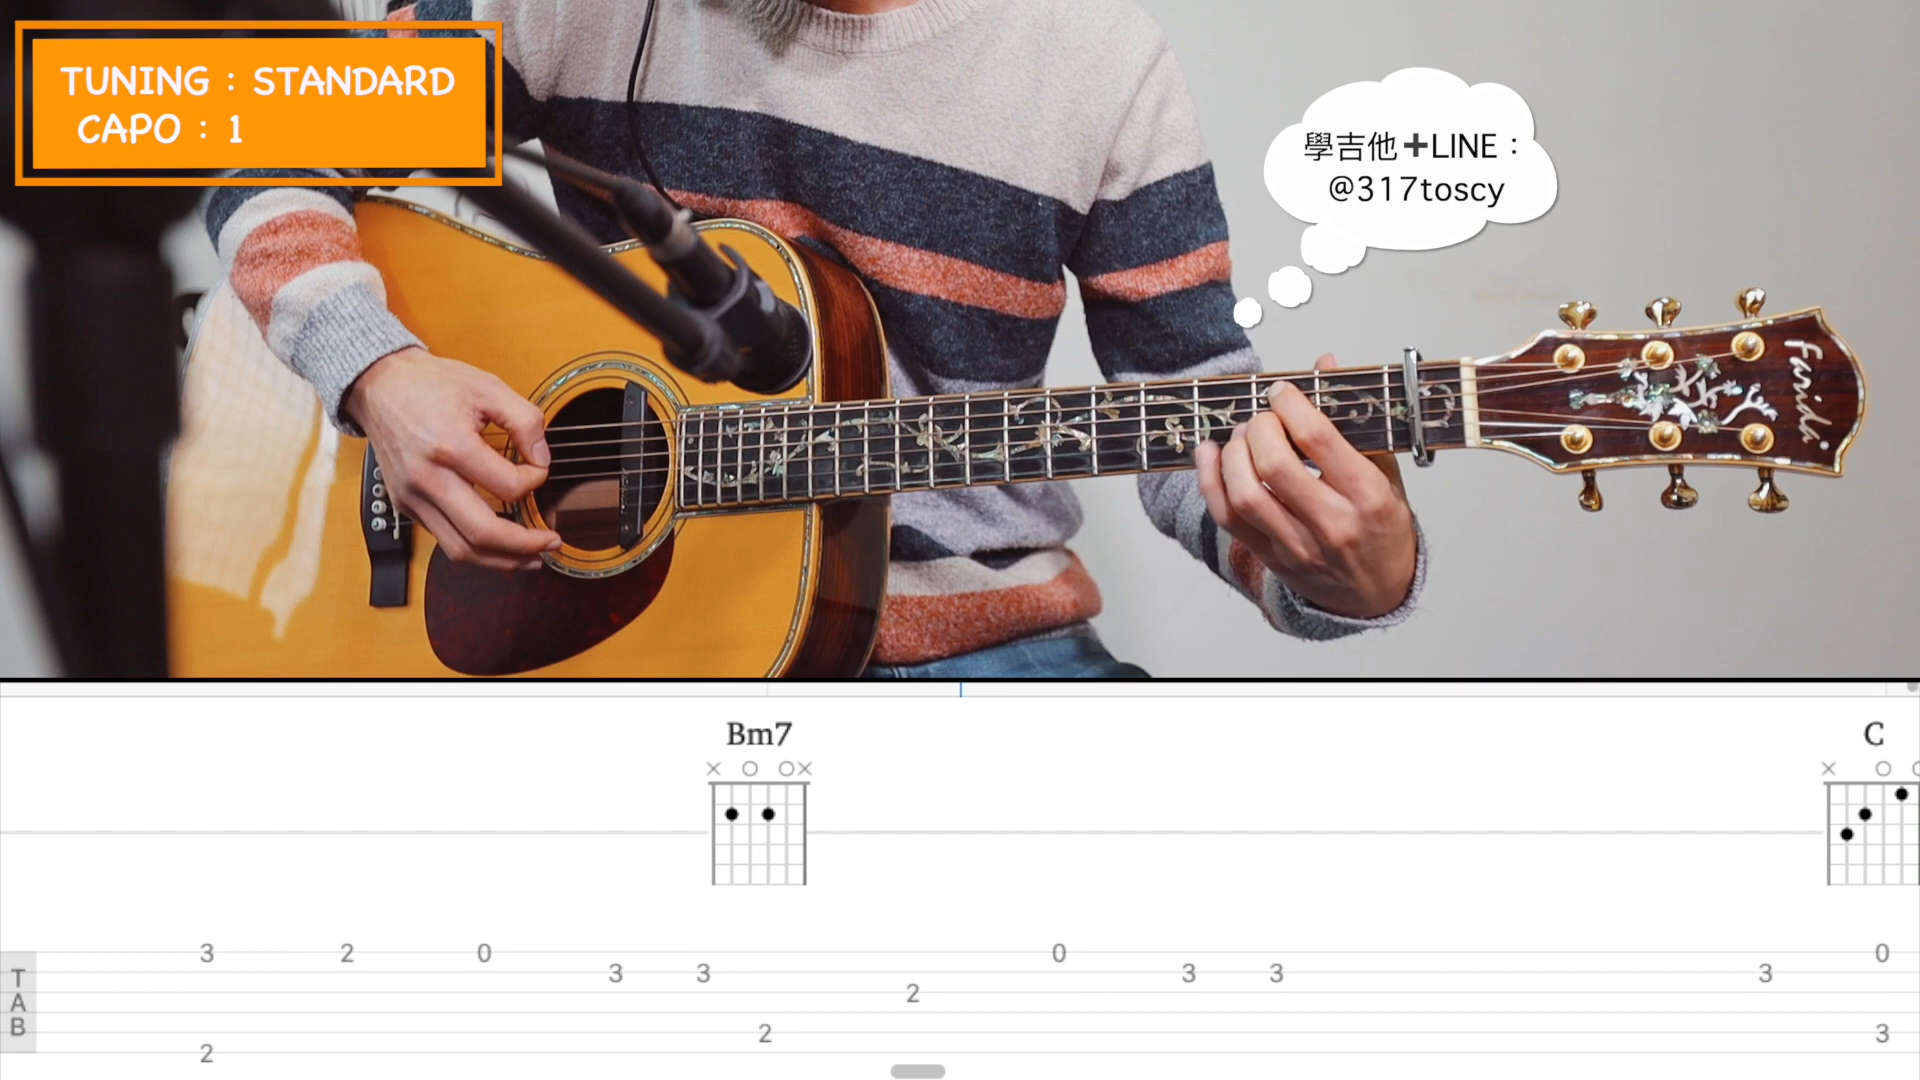 TUNING : STANDARD
CAPO : 1
學吉他➕LINE：
@317toscy
Farida
Bm7
C
3 2 0 0 0
3 3 3 3 3
2
2 3
2
T
A
B